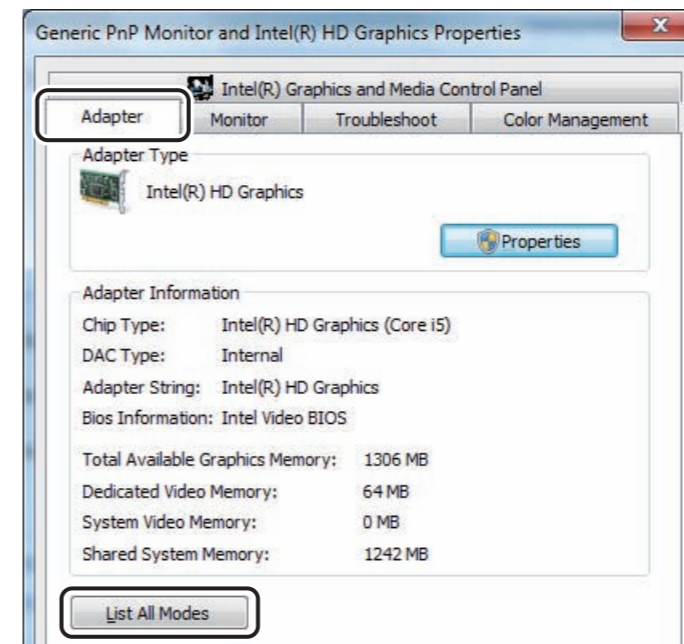 Generic PnP Monitor and Intel(R) HD Graphics Properties
x
Intel(R) Graphics and Media Control Panel
Adapter Monitor Troubleshoot Color Management
Adapter Type
Intel(R) HD Graphics
Properties
Adapter Information
Chip Type: Intel(R) HD Graphics (Core i5)
DAC Type: Internal
Adapter String: Intel(R) HD Graphics
Bios Information: Intel Video BIOS
Total Available Graphics Memory: 1306 MB
Dedicated Video Memory: 64 MB
System Video Memory: 0 MB
Shared System Memory: 1242 MB
List All Modes